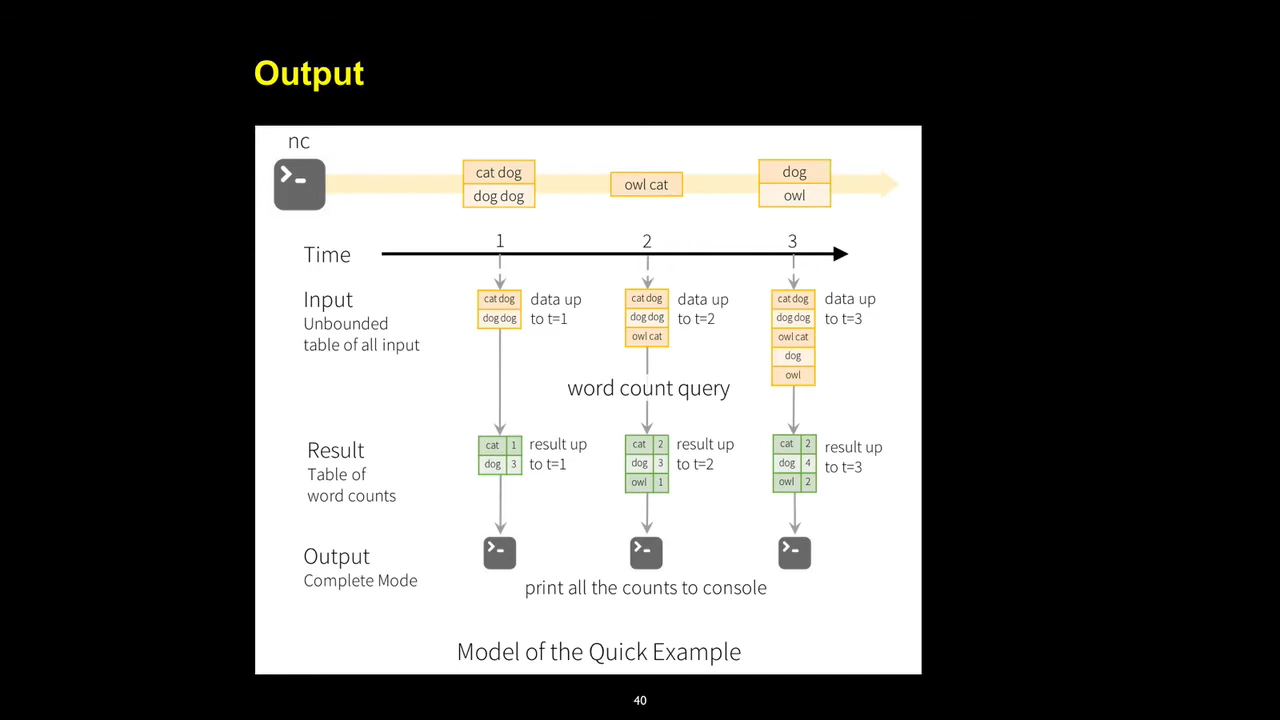 Output
nc
cat dog
dog dog
owl cat
dog
owl
Time
1
2
3
Input
Unbounded
table of all input
cat dog
dog dog
data up
to t=1
cat dog
dog dog
owl cat
data up
to t=2
cat dog
dog dog
owl cat
dog
owl
data up
to t=3
word count query
Result
Table of
word counts
cat 1
dog 3
result up
to t=1
cat 2
dog 3
owl 1
result up
to t=2
cat 2
dog 4
owl 2
result up
to t=3
Output
Complete Mode
print all the counts to console
Model of the Quick Example
40